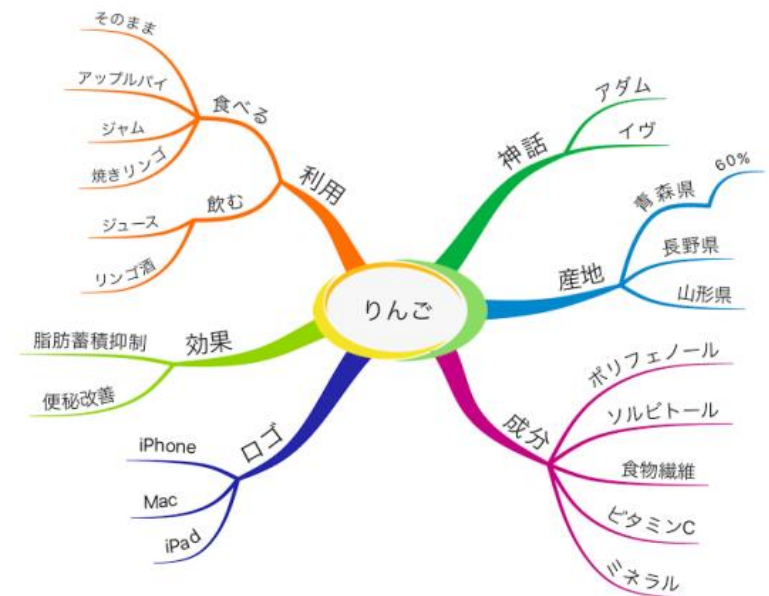 りんご
神話
アダム
イヴ
産地
青森県
60%
長野県
山形県
成分
ポリフェノール
ソルビトール
食物繊維
ビタミンC
ミネラル
ロゴ
iPhone
Mac
iPad
効果
脂肪蓄積抑制
便秘改善
利用
食べる
そのまま
アップルパイ
ジャム
焼きリンゴ
飲む
ジュース
リンゴ酒